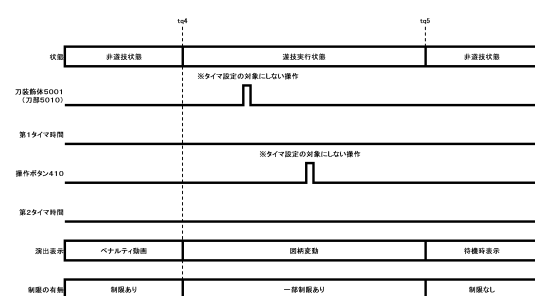 tq4
tq5
状態
非遊技状態
遊技実行状態
非遊技状態
※タイマ設定の対象にしない操作
刀装飾体5001
(刀部5010)
第1タイマ時間
※タイマ設定の対象にしない操作
操作ボタン410
第2タイマ時間
演出表示
ペナルティ動画
図柄変動
待機時表示
制限の有無
制限あり
一部制限あり
制限なし